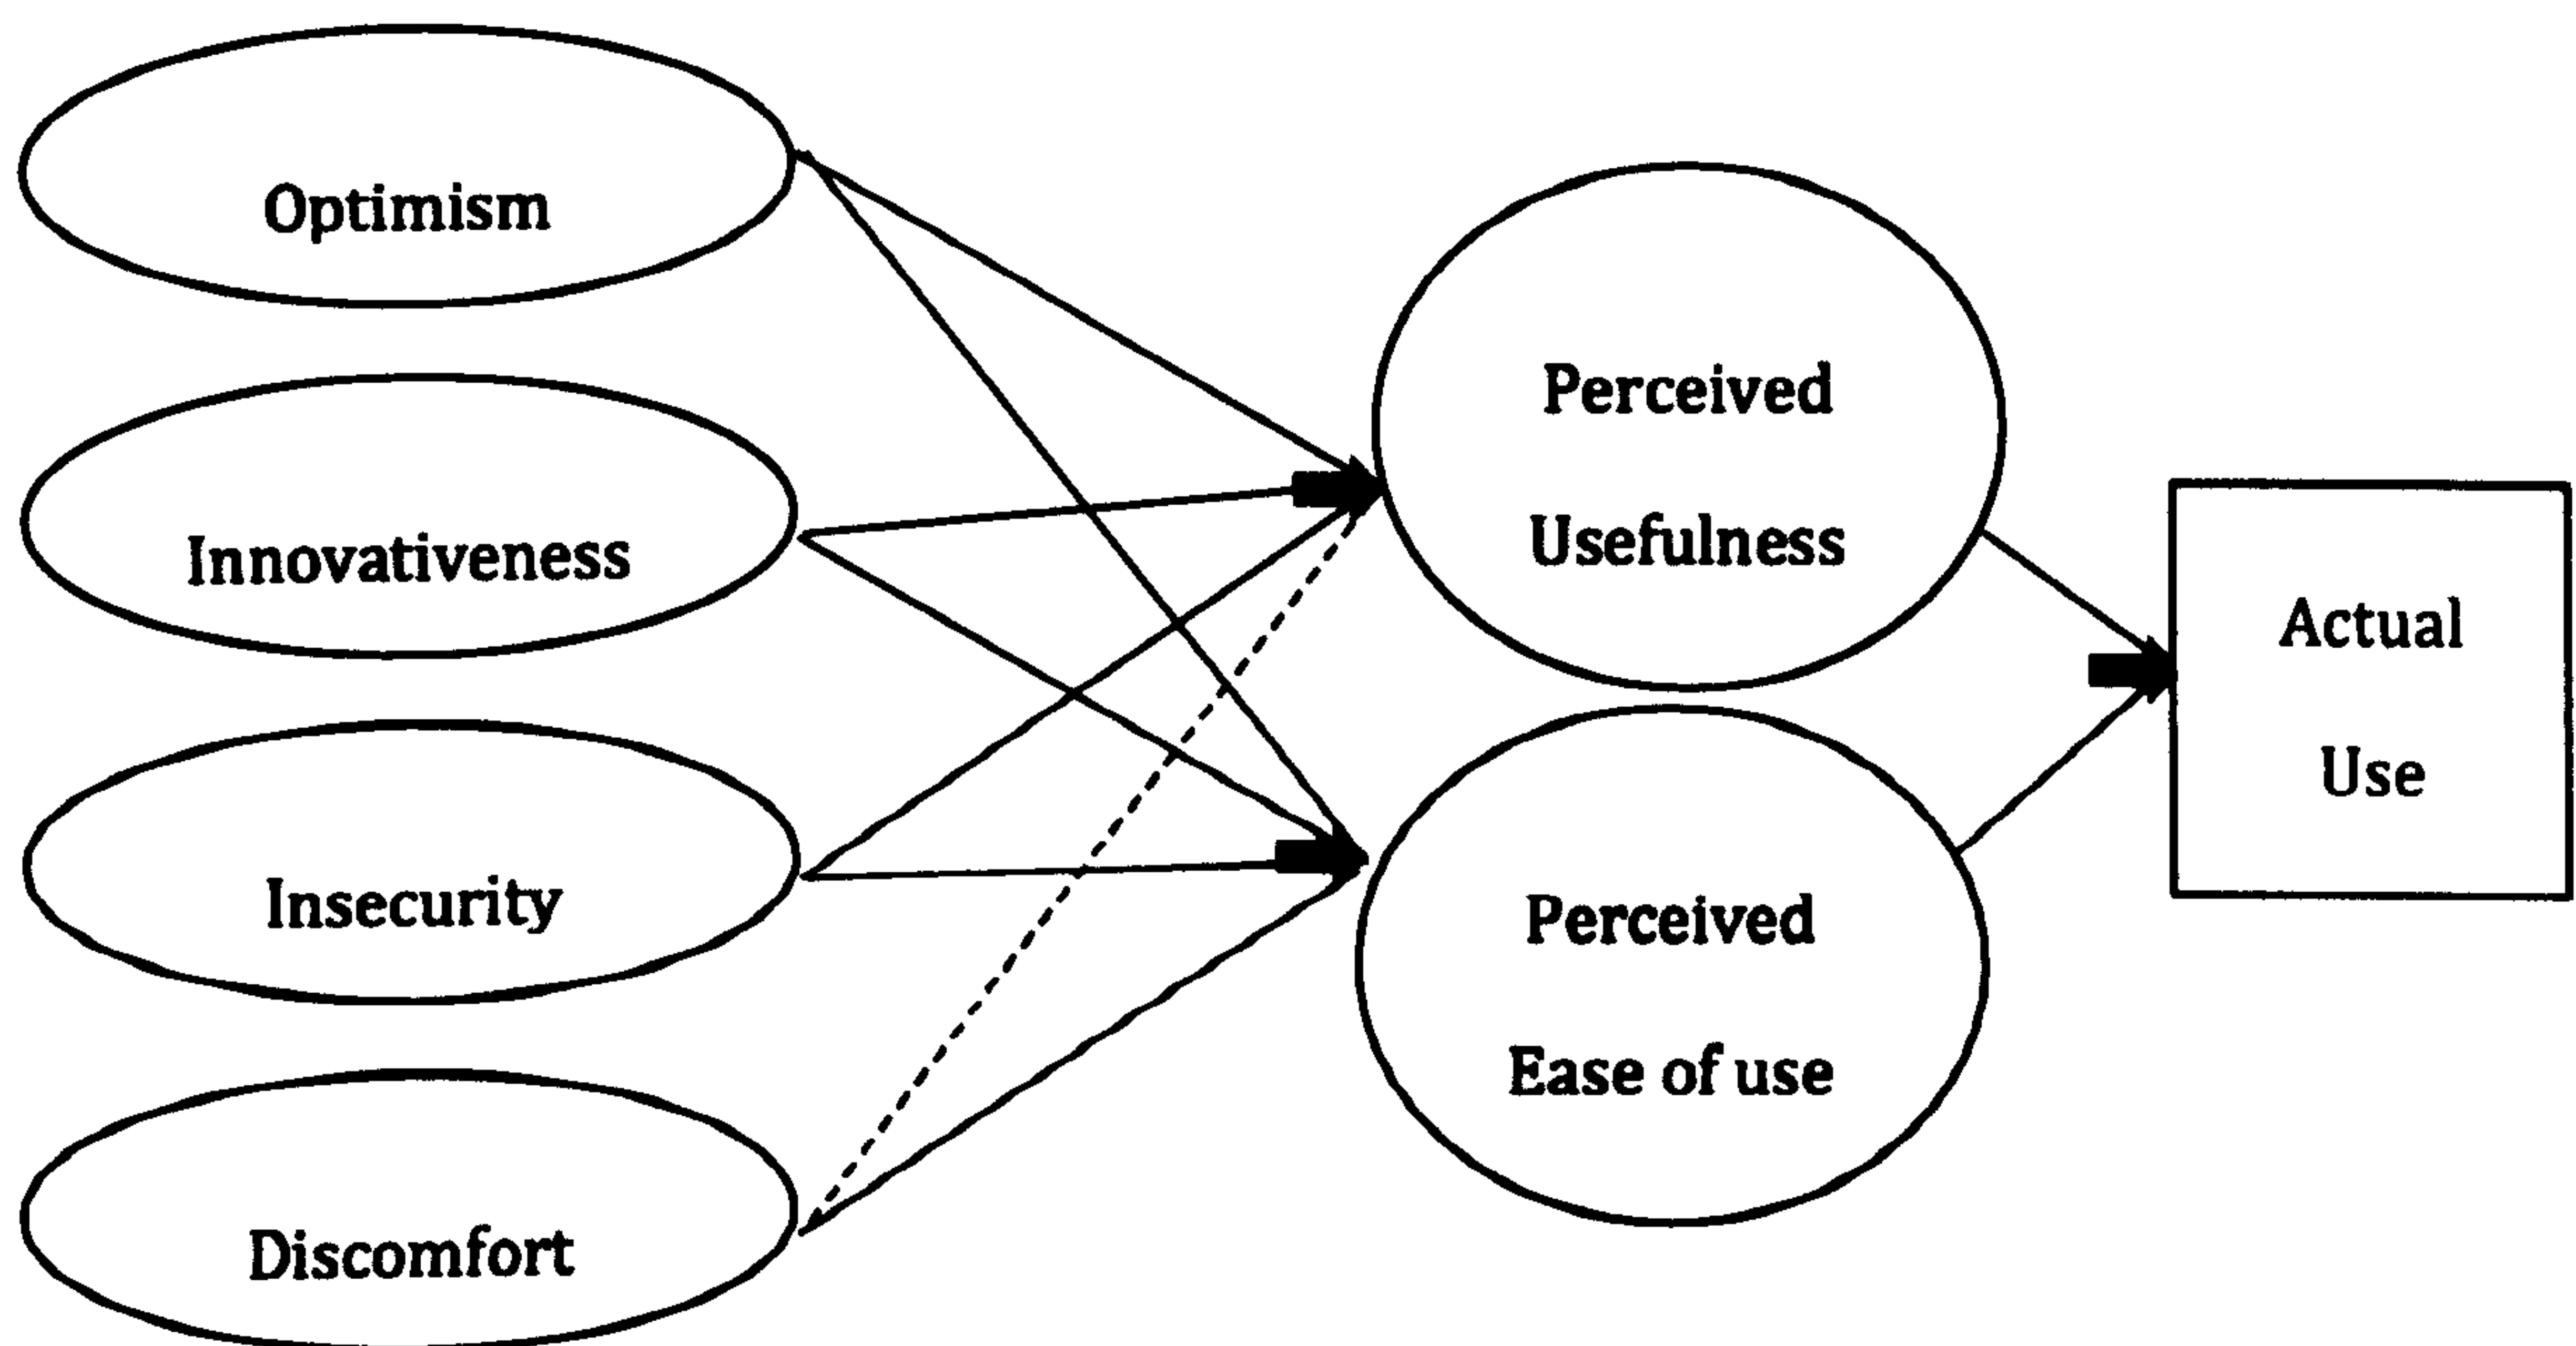 Optimism
Innovativeness
Insecurity
Discomfort
Perceived
Usefulness
Perceived
Ease of use
Actual
Use